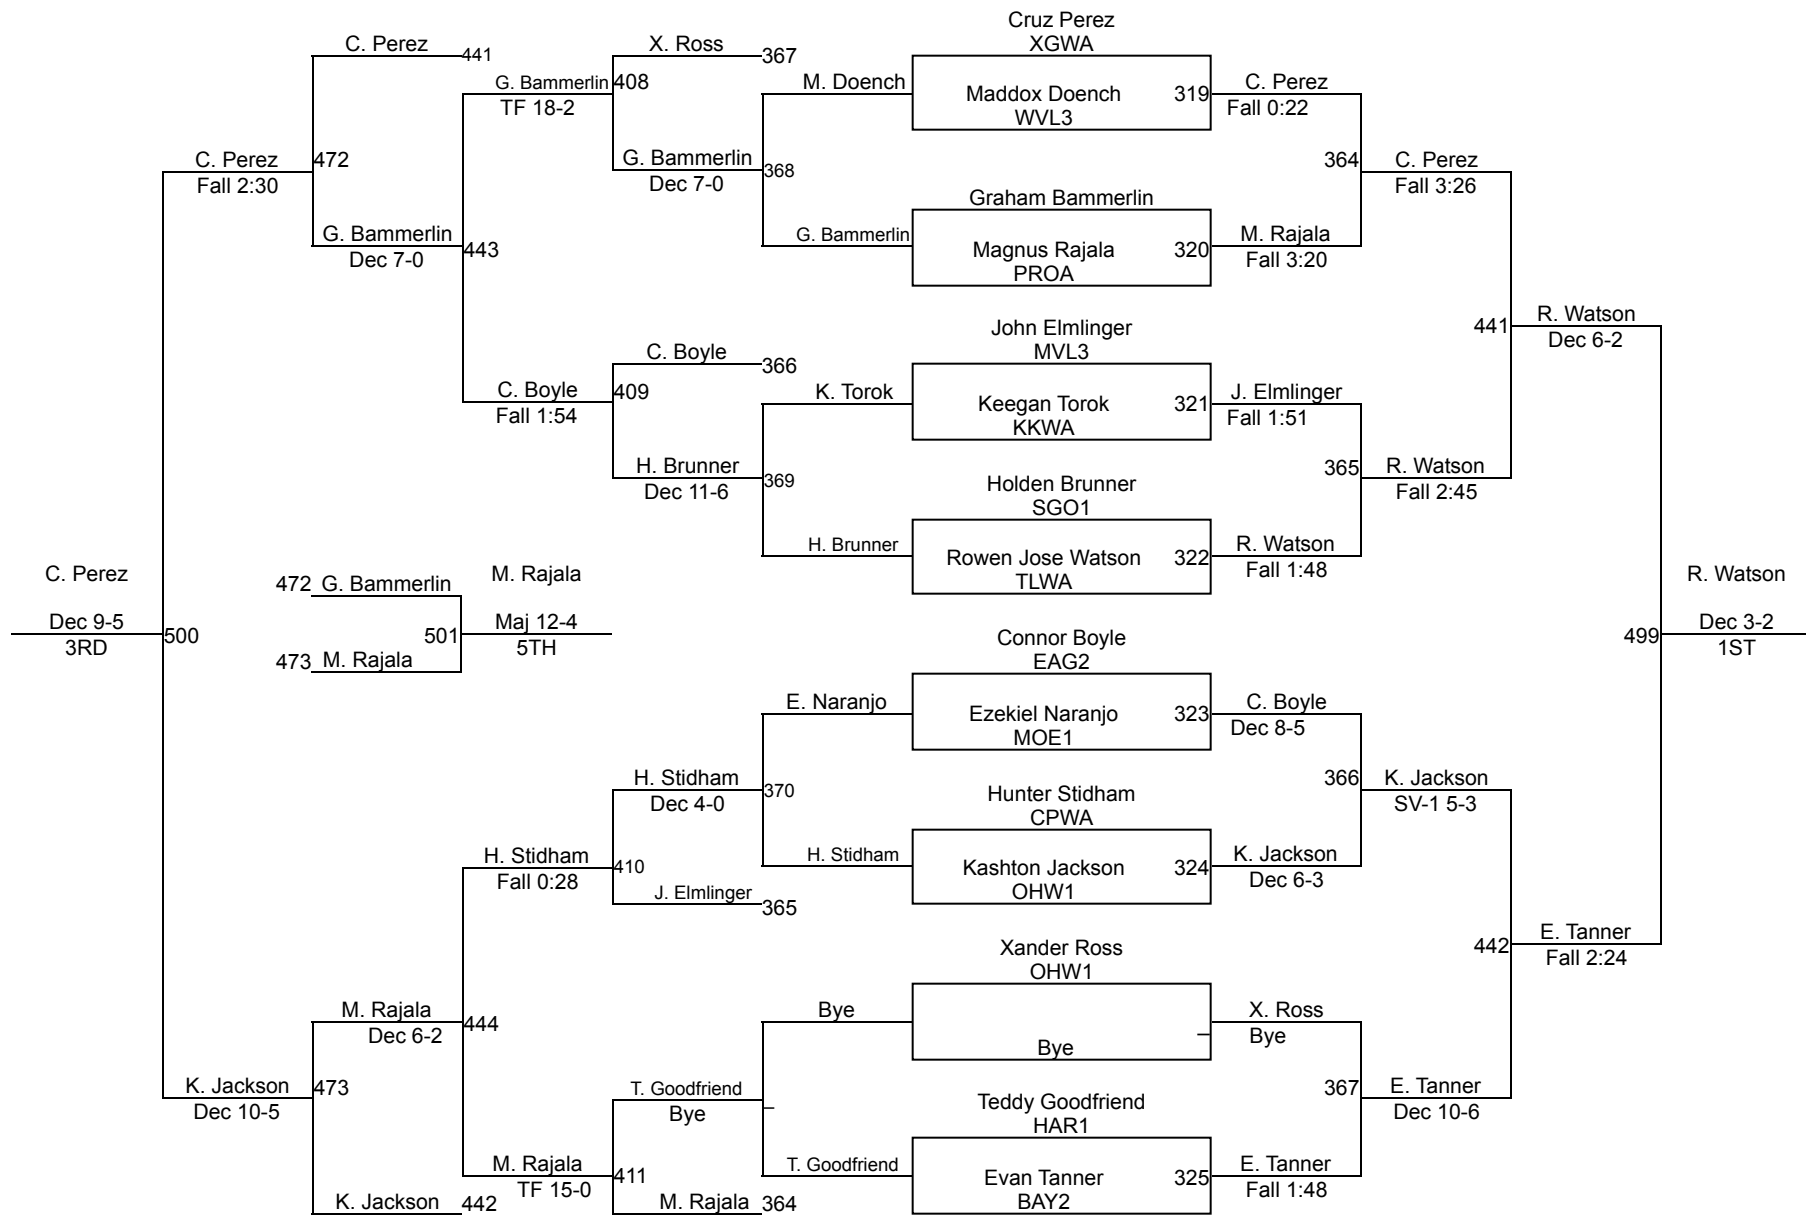 Cruz Perez
XGWA
C. Perez
441
X. Ross
367
G. Bammerlin
408
TF 18-2
M. Doench
Maddox Doench
319
WVL3
C. Perez
Fall 0:22
C. Perez
472
Fall 2:30
G. Bammerlin
368
Dec 7-0
364
C. Perez
Fall 3:26
Graham Bammerlin
G. Bammerlin
443
Dec 7-0
G. Bammerlin
Magnus Rajala
320
PROA
M. Rajala
Fall 3:20
John Elmlinger
MVL3
441
R. Watson
Dec 6-2
C. Boyle
366
C. Boyle
409
Fall 1:54
K. Torok
Keegan Torok
321
KKWA
J. Elmlinger
Fall 1:51
H. Brunner
369
Dec 11-6
365
R. Watson
Fall 2:45
Holden Brunner
SGO1
H. Brunner
Rowen Jose Watson
322
TLWA
R. Watson
Fall 1:48
C. Perez
Dec 9-5
500
3RD
472
G. Bammerlin
501
473
M. Rajala
M. Rajala
Maj 12-4
5TH
R. Watson
499
Dec 3-2
1ST
Connor Boyle
EAG2
E. Naranjo
Ezekiel Naranjo
323
MOE1
C. Boyle
Dec 8-5
H. Stidham
370
Dec 4-0
366
K. Jackson
SV-1 5-3
Hunter Stidham
CPWA
H. Stidham
410
Fall 0:28
H. Stidham
Kashton Jackson
324
OHW1
K. Jackson
Dec 6-3
J. Elmlinger
365
442
E. Tanner
Fall 2:24
Xander Ross
OHW1
M. Rajala
444
Dec 6-2
Bye
Bye
X. Ross
Bye
K. Jackson
473
Dec 10-5
T. Goodfriend
Bye
367
E. Tanner
Dec 10-6
Teddy Goodfriend
HAR1
M. Rajala
411
TF 15-0
T. Goodfriend
Evan Tanner
325
BAY2
E. Tanner
Fall 1:48
K. Jackson
442
M. Rajala
364